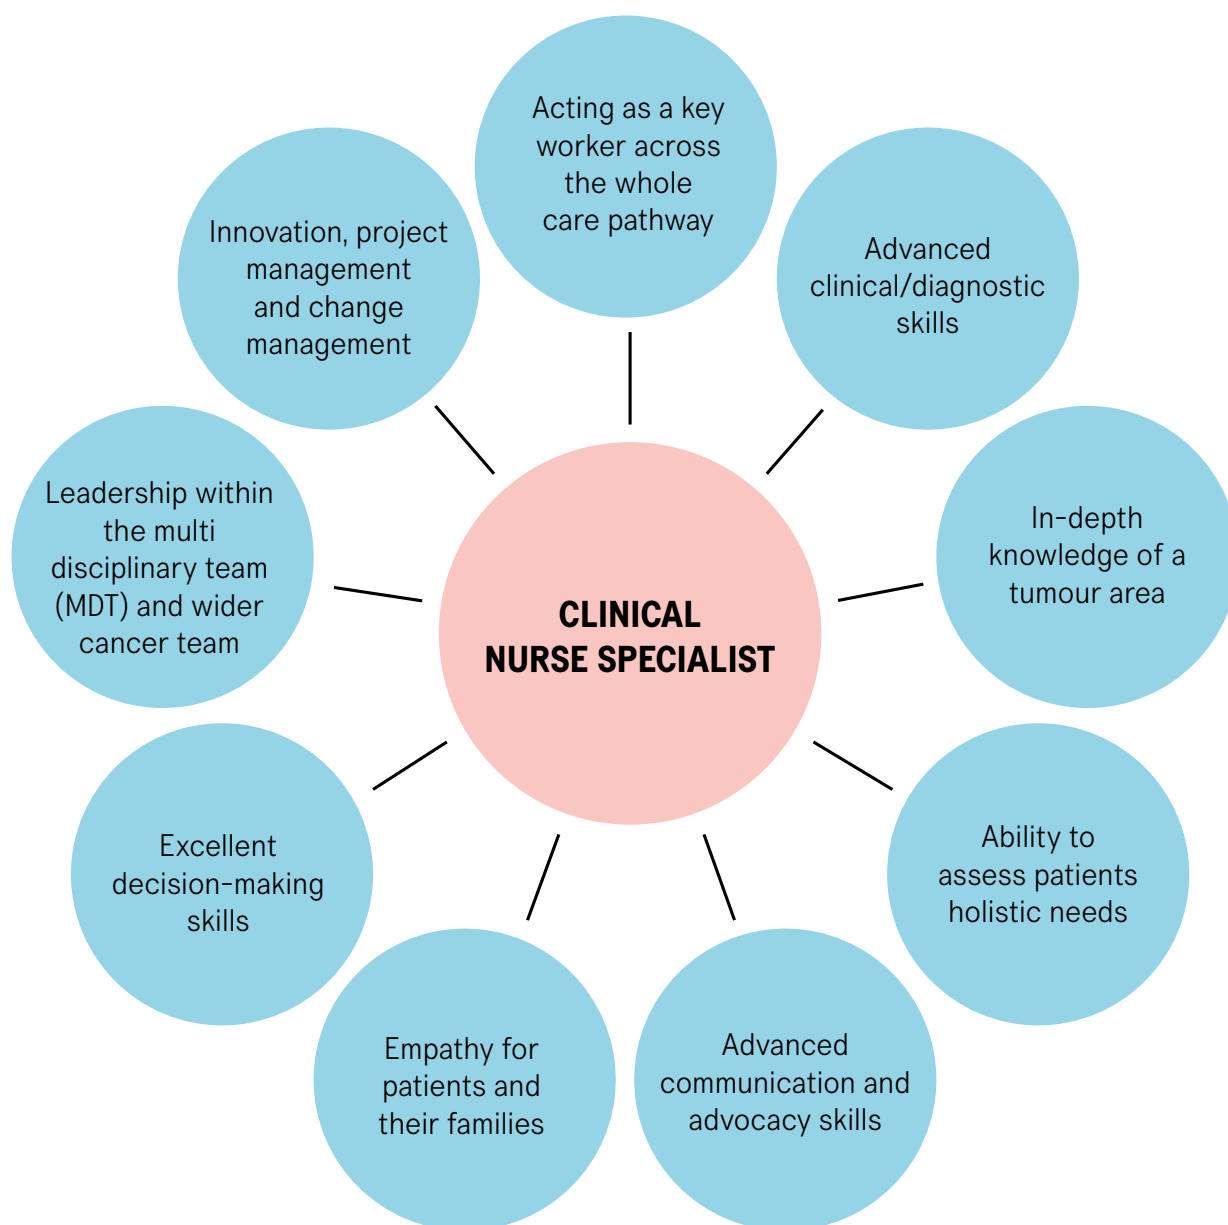 Acting as a key
worker across
the whole
care pathway
Advanced
clinical/diagnostic
skills
In-depth
knowledge of a
tumour area
Ability to
assess patients
holistic needs
Advanced
communication and
advocacy skills
Empathy for
patients and
their families
Excellent
decision-making
skills
Leadership within
the multi
disciplinary team
(MDT) and wider
cancer team
Innovation, project
management
and change
management
CLINICAL
NURSE SPECIALIST